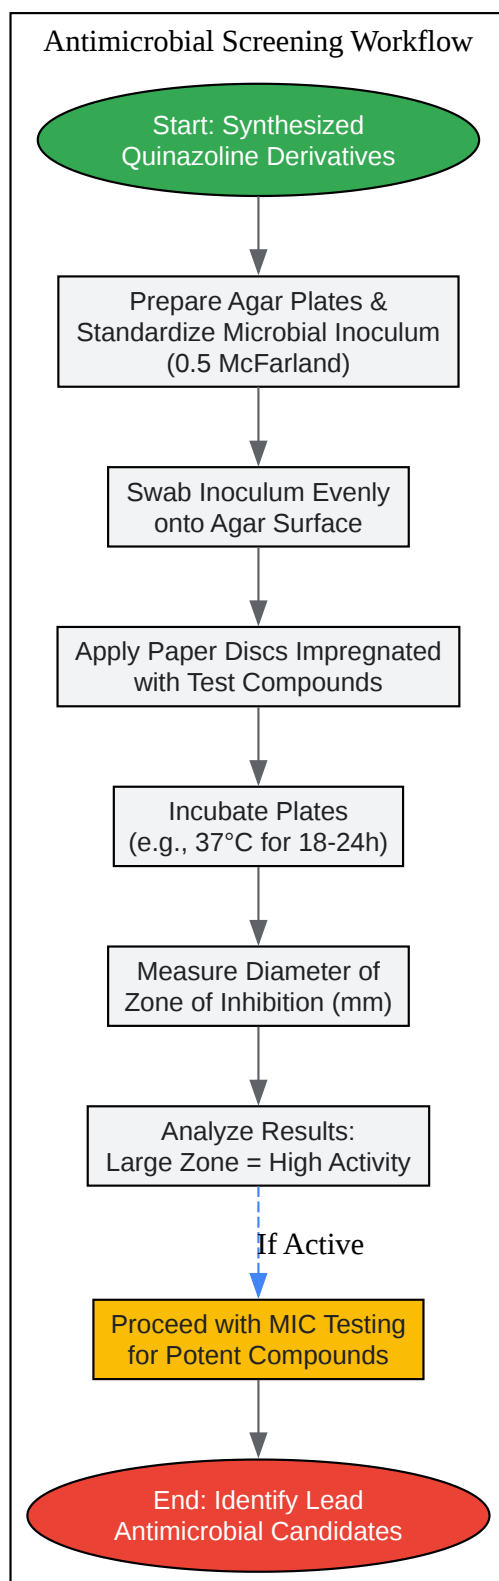 Antimicrobial Screening Workflow
Start: Synthesized
Quinazoline Derivatives
Prepare Agar Plates &
Standardize Microbial Inoculum
(0.5 McFarland)
Swab Inoculum Evenly
onto Agar Surface
Apply Paper Discs Impregnated
with Test Compounds
Incubate Plates
(e.g., 37°C for 18-24h)
Measure Diameter of
Zone of Inhibition (mm)
Analyze Results:
Large Zone = High Activity
If Active
Proceed with MIC Testing
for Potent Compounds
End: Identify Lead
Antimicrobial Candidates